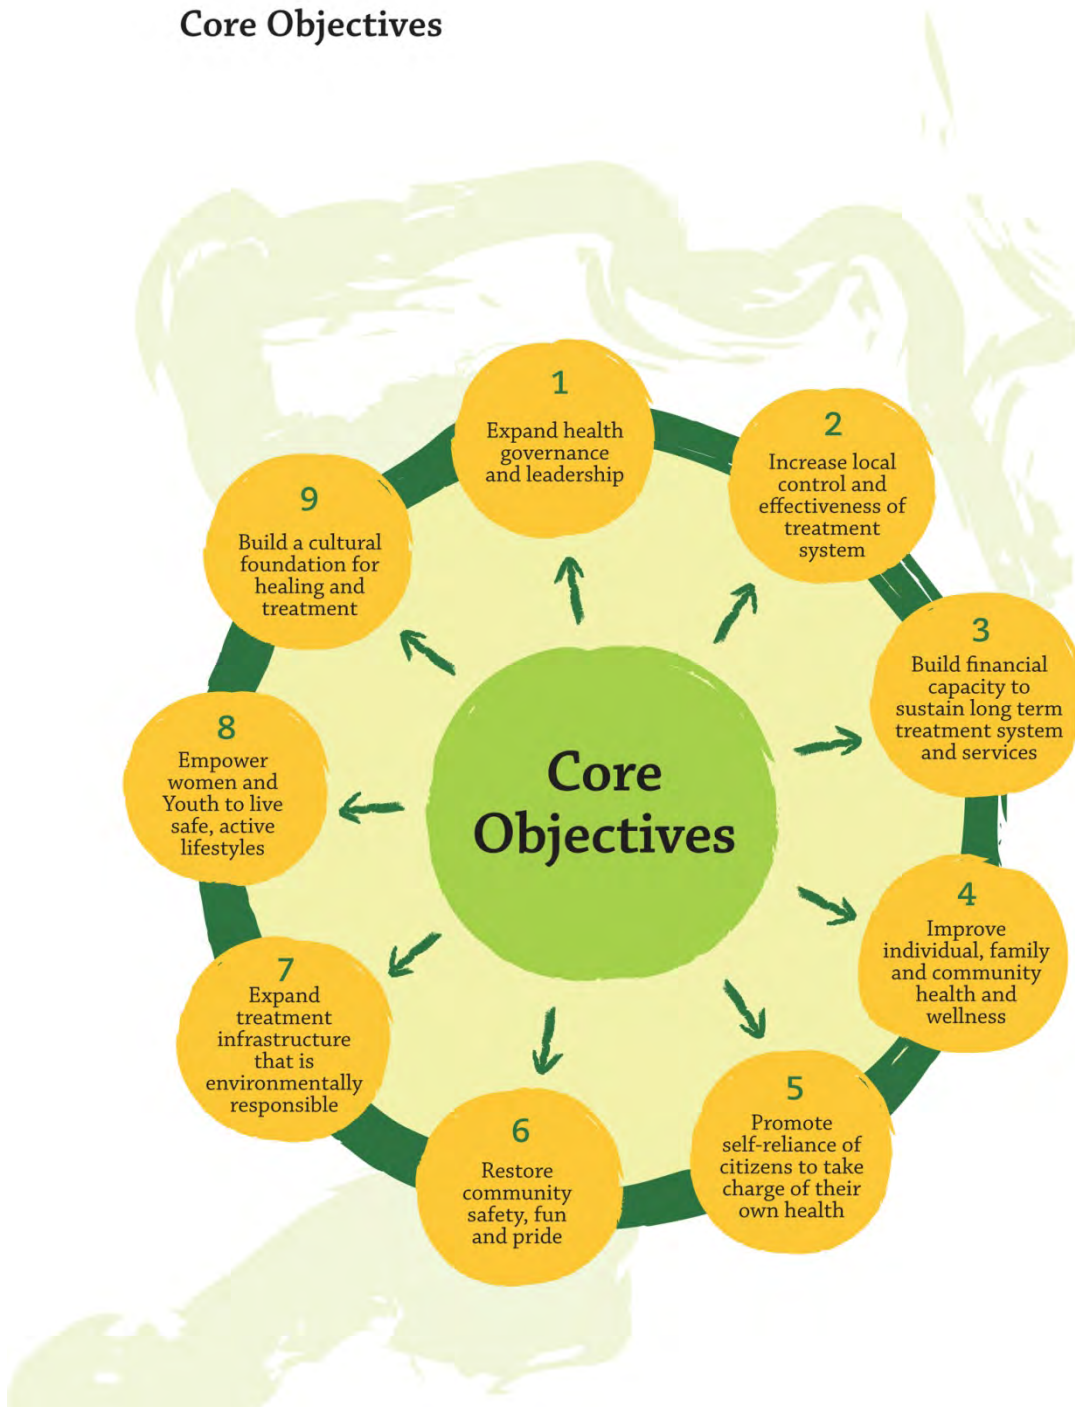 Core Objectives
1
Expand health
governance
and leadership
2
Increase local
control and
effectiveness of
treatment
system
3
Build financial
capacity to
sustain long term
treatment system
and services
4
Improve
individual, family
and community
health and
wellness
5
Promote
self-reliance of
citizens to take
charge of their
own health
6
Restore
community
safety, fun
and pride
7
Expand
treatment
infrastructure
that is
environmentally
responsible
8
Empower
women and
Youth to live
safe, active
lifestyles
9
Build a cultural
foundation for
healing and
treatment
Core
Objectives